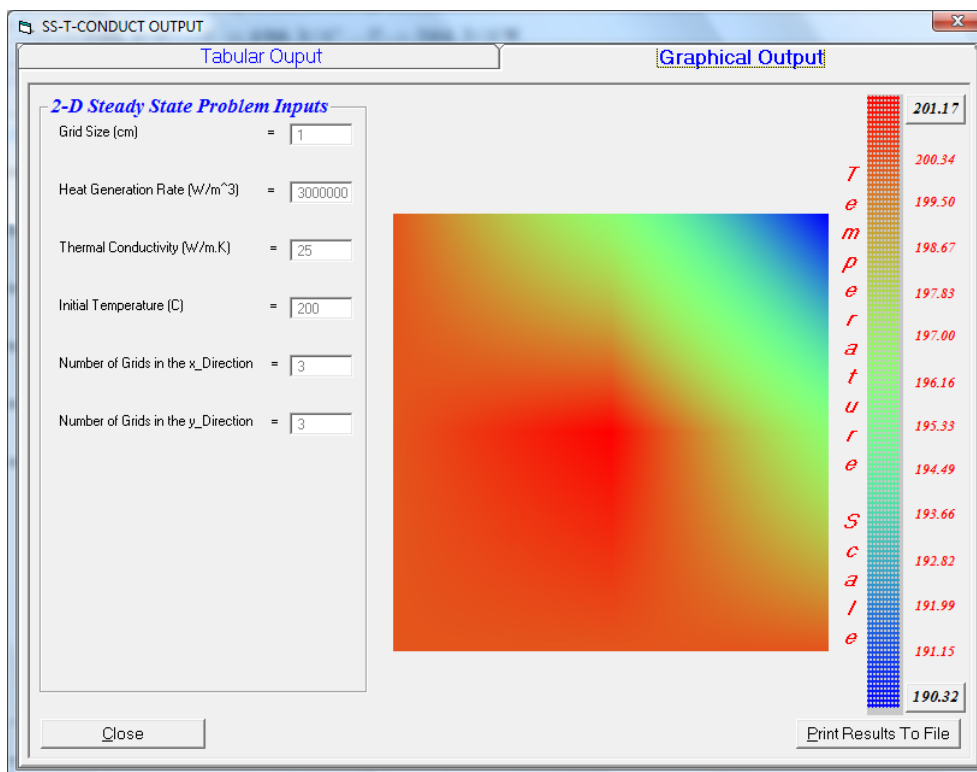 SS-T-CONDUCT OUTPUT
Tabular Ouput
Graphical Output
2-D Steady State Problem Inputs
Grid Size (cm) = 1
Heat Generation Rate (W/m^3) = 3000000
Thermal Conductivity (W/m.K) = 25
Initial Temperature (C) = 200
Number of Grids in the x_Direction = 3
Number of Grids in the y_Direction = 3
Temperature Scale
201.17
200.34
199.50
198.67
197.83
197.00
196.16
195.33
194.49
193.66
192.82
191.99
191.15
190.32
Close
Print Results To File